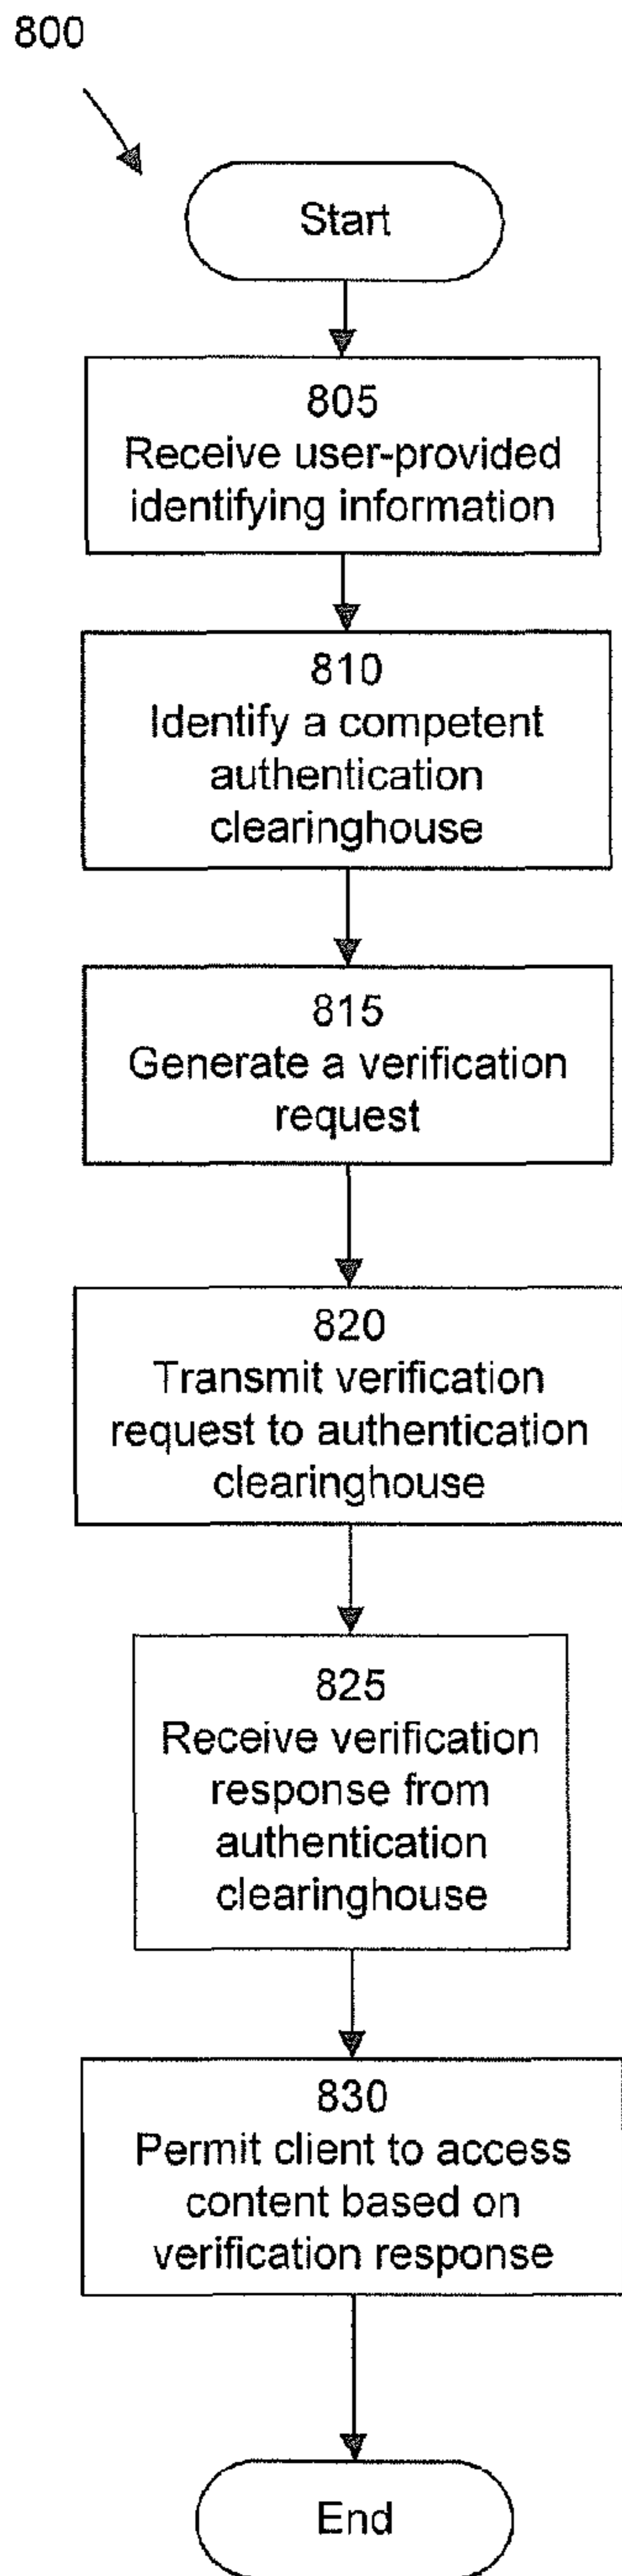 800
Start
805
Receive user-provided
identifying information
810
Identify a competent
authentication
clearinghouse
815
Generate a verification
request
820
Transmit verification
request to authentication
clearinghouse
825
Receive verification
response from
authentication
clearinghouse
830
Permit client to access
content based on
verification response
End